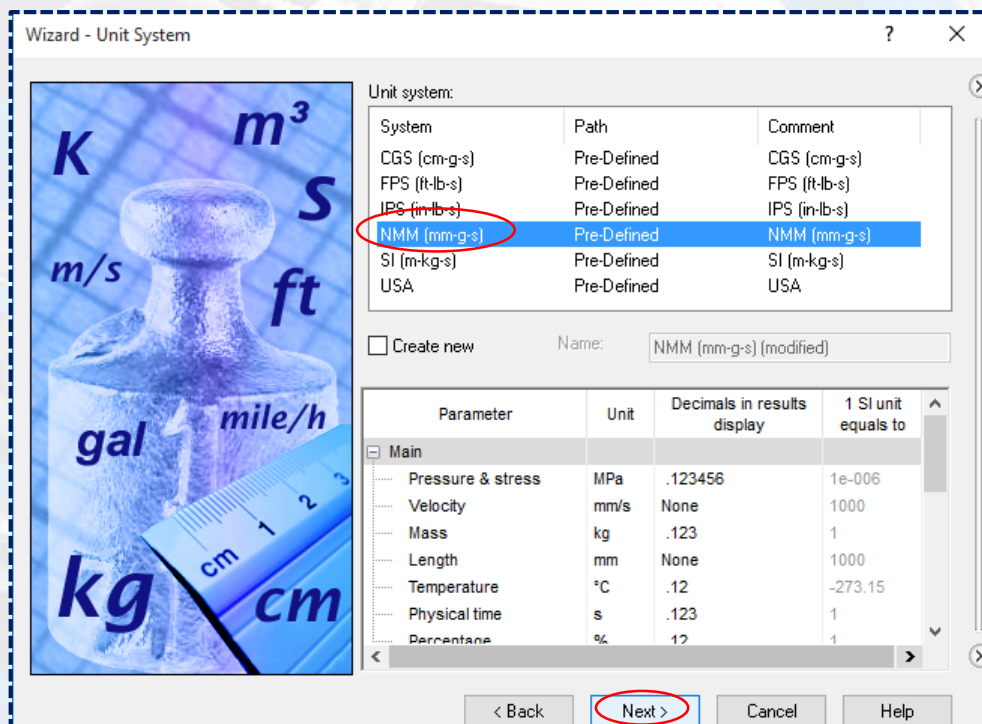 Wizard - Unit System ? ×
K
m³
s
m/s
ft
gal
mile/h
1 2 3
cm
kg
cm
Unit system:
System Path Comment
CGS (cm-g-s) Pre-Defined CGS (cm-g-s)
FPS (ft-lb-s) Pre-Defined FPS (ft-lb-s)
IPS (in-lb-s) Pre-Defined IPS (in-lb-s)
NMM (mm-g-s) Pre-Defined NMM (mm-g-s)
SI (m-kg-s) Pre-Defined SI (m-kg-s)
USA Pre-Defined USA
Create new Name: NMM (mm-g-s) (modified)
Parameter Unit Decimals in results display 1 SI unit equals to
Main
Pressure & stress MPa .123456 1e-006
Velocity mm/s None 1000
Mass kg .123 1
Length mm None 1000
Temperature °C .12 -273.15
Physical time s .123 1
Percentage % .12 1
< Back Next > Cancel Help